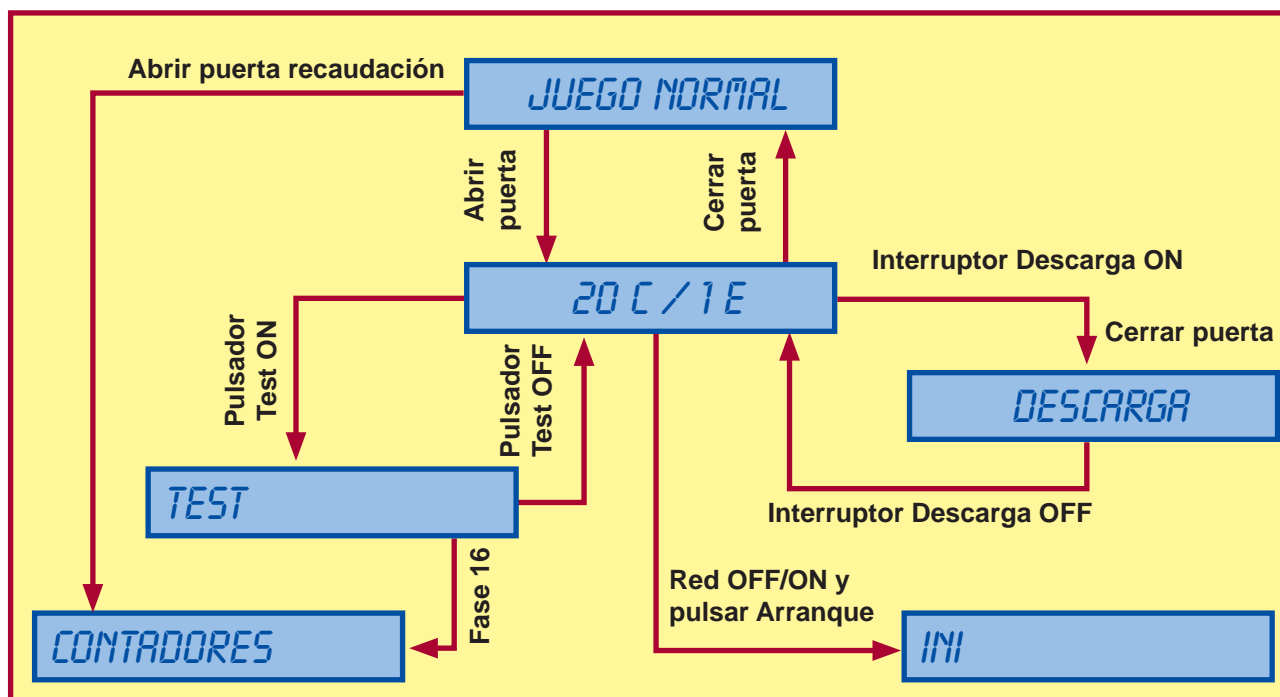 Abrir puerta recaudación
JUEGO NORMAL
Abrir
puerta
Cerrar
puerta
Interruptor Descarga ON
20 C / 1 E
Cerrar puerta
Pulsador
Test ON
Pulsador
Test OFF
DESCARGA
TEST
Interruptor Descarga OFF
Fase 16
Red OFF/ON y
pulsar Arranque
CONTADORES
INI